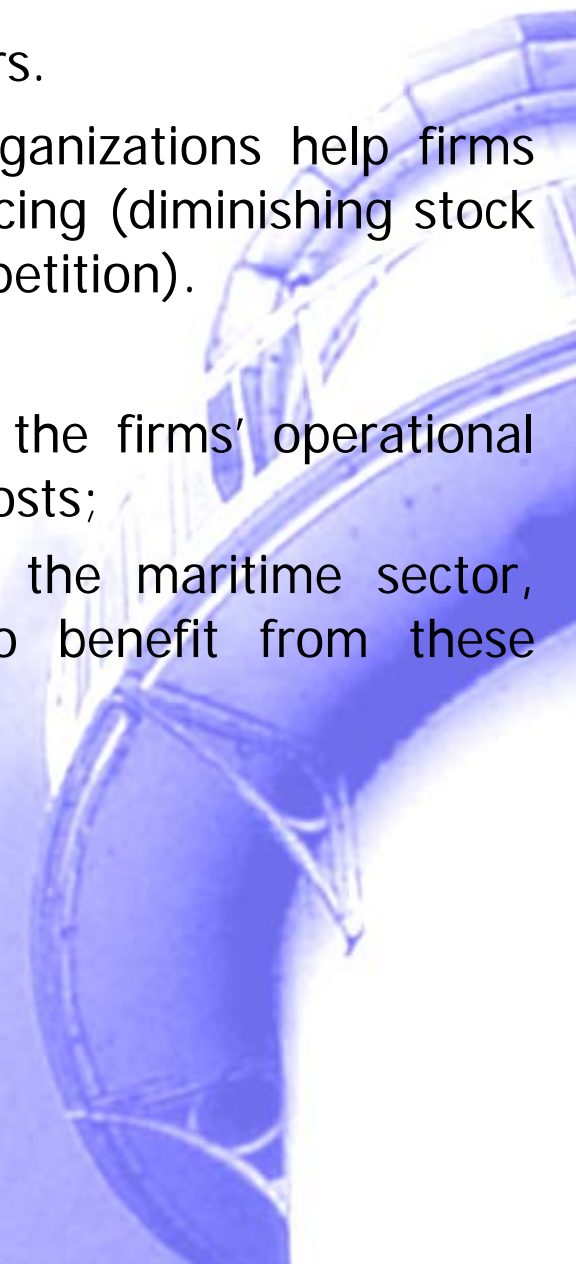 rs.
ganizations help firms
cing (diminishing stock
petition).
the firms' operational
osts;
the maritime sector,
o benefit from these